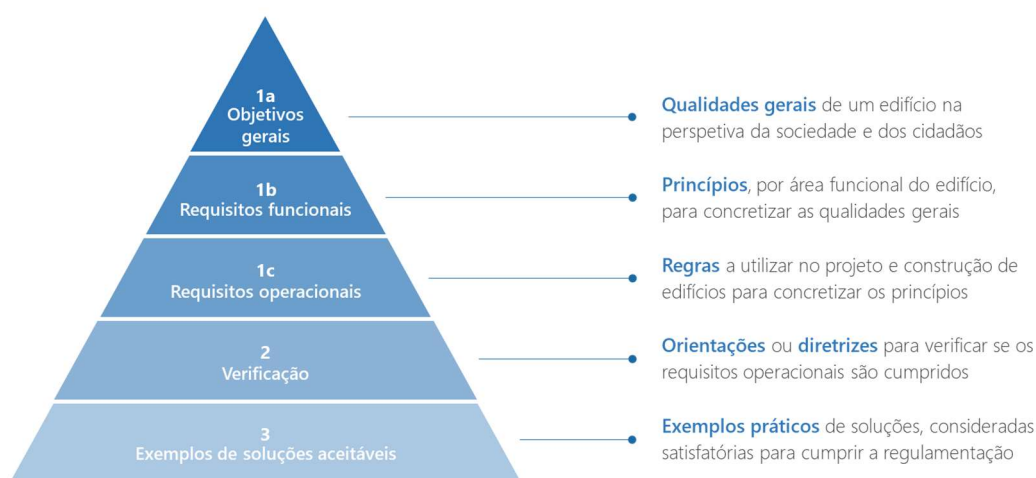 1a
Objetivos
gerais
Qualidades gerais de um edifício na
perspetiva da sociedade e dos cidadãos
1b
Requisitos funcionais
Princípios, por área funcional do edifício,
para concretizar as qualidades gerais
1c
Requisitos operacionais
Regras a utilizar no projeto e construção de
edifícios para concretizar os princípios
2
Verificação
Orientações ou diretrizes para verificar se os
requisitos operacionais são cumpridos
3
Exemplos de soluções aceitáveis
Exemplos práticos de soluções, consideradas
satisfatórias para cumprir a regulamentação